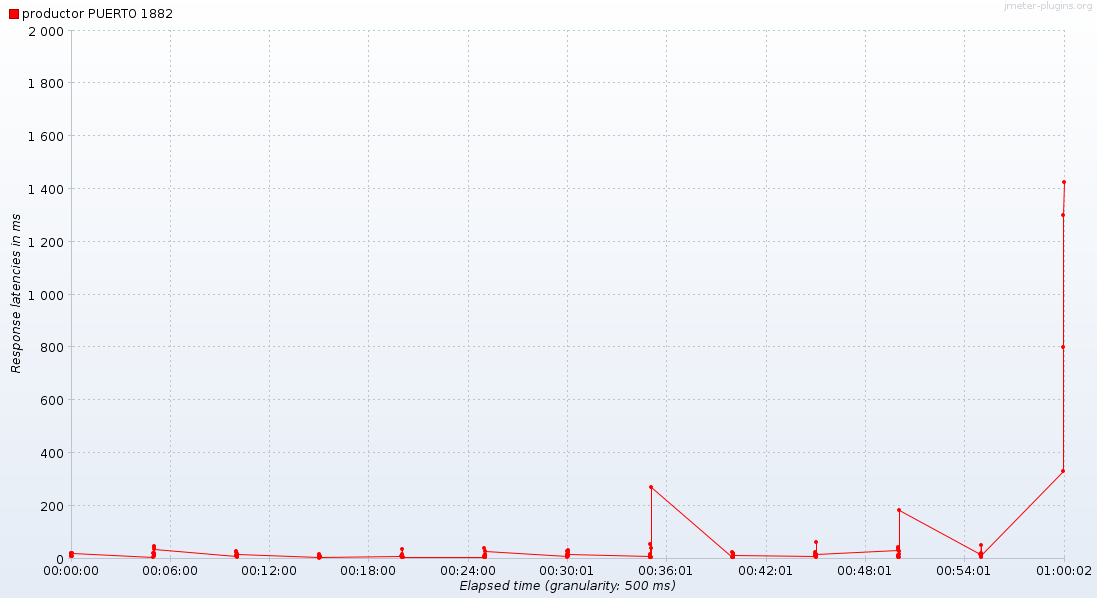 jmeter-plugins.org
productor PUERTO 1882
2 000
1 800
1 600
1 400
1 200
1 000
800
600
400
200
0
Response latencies in ms
00:00:00 00:06:00 00:12:00 00:18:00 00:24:00 00:30:01 00:36:01 00:42:01 00:48:01 00:54:01 01:00:02
Elapsed time (granularity: 500 ms)